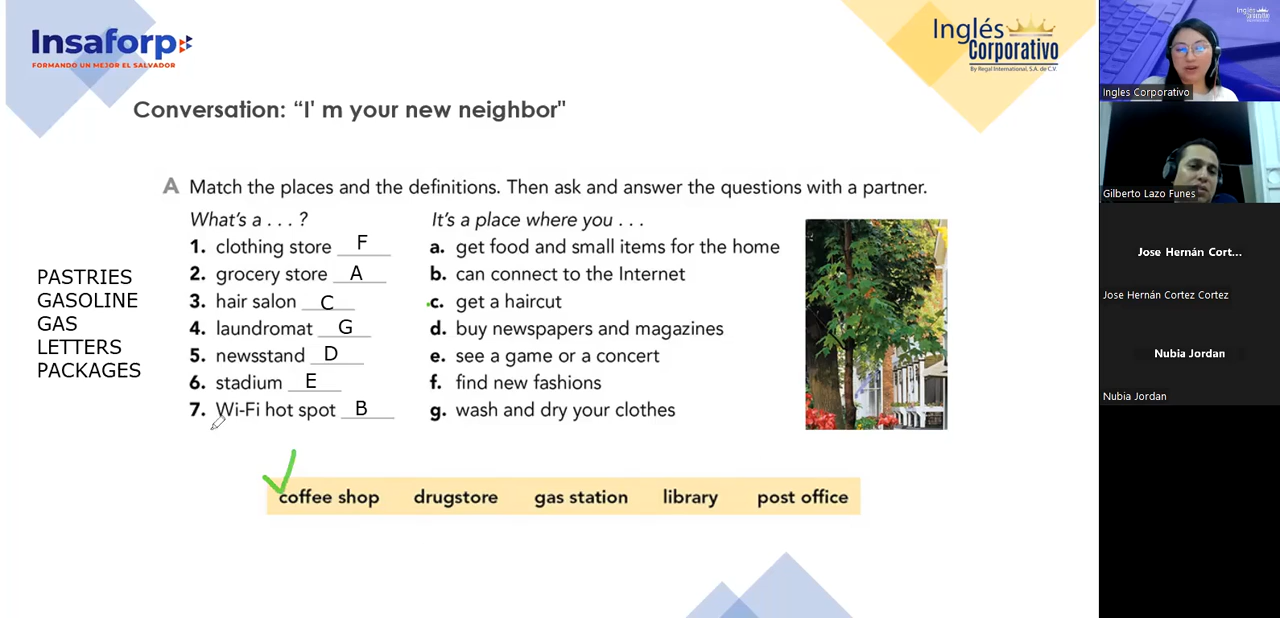 Insaforp
FORMANDO UN MEJOR EL SALVADOR
Inglés
Corporativo
By Regal International, S.A. de C.V.
Conversation: “I' m your new neighbor"
A Match the places and the definitions. Then ask and answer the questions with a partner.
What's a . . . ?
1. clothing store F
2. grocery store A
3. hair salon C
4. laundromat G
5. newsstand D
6. stadium E
7. Wi-Fi hot spot B
It's a place where you . . .
a. get food and small items for the home
b. can connect to the Internet
c. get a haircut
d. buy newspapers and magazines
e. see a game or a concert
f. find new fashions
g. wash and dry your clothes
PASTRIES
GASOLINE
GAS
LETTERS
PACKAGES
coffee shop drugstore gas station library post office
Ingles Corporativo
Gilberto Lazo Funes
Jose Hernán Cort...
Jose Hernán Cortez Cortez
Nubia Jordan
Nubia Jordan